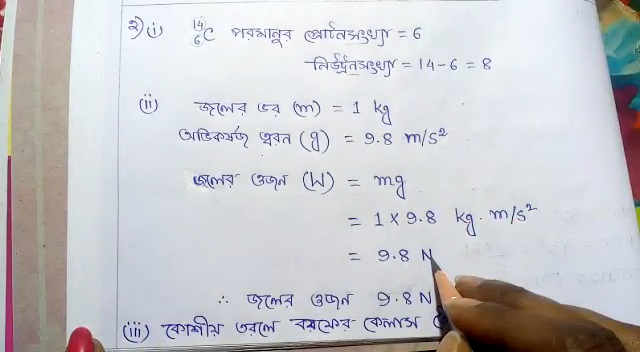 ২) (i) ¹⁴₆C পরমানুর প্রোটনসংখ্যা = 6
নিউট্রনসংখ্যা = 14-6 = 8
(ii) জলের ভর (m) = 1 kg
অভিকর্ষজ ত্বরন (g) = 9.8 m/s²
জলের ওজন (W) = mg
= 1 x 9.8 kg. m/s²
= 9.8 N
∴ জলের ওজন 9.8 N
(iii) কোশীয় তরলে বরফের কেলাস